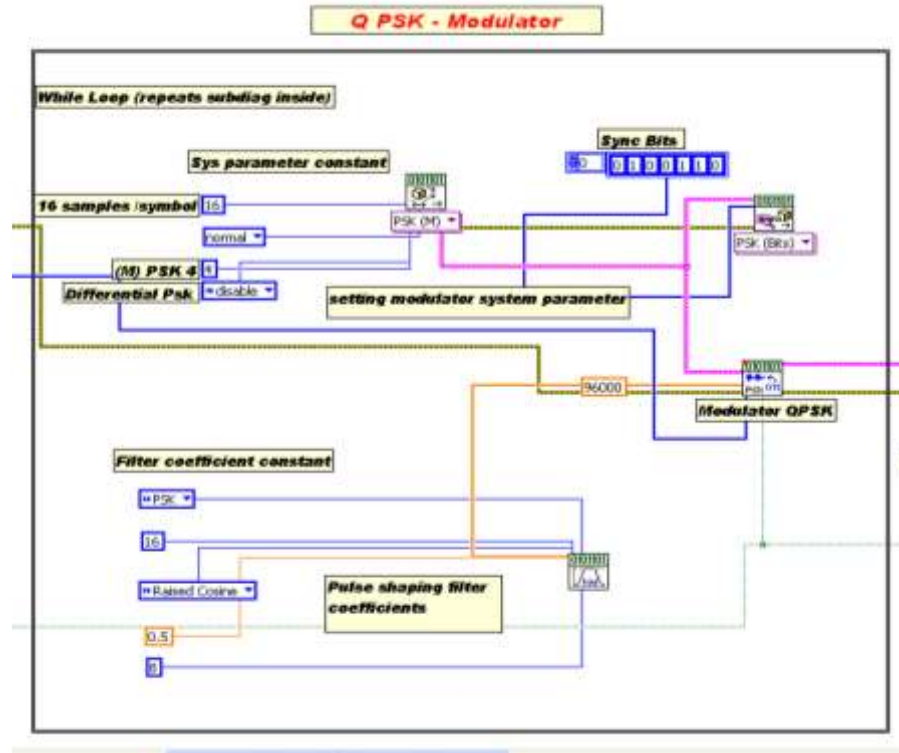 Q PSK - Modulator
While Loop (repeats subdiag inside)
Sync Bits
Sys parameter constant
0 0 1 0 0 1 1 0
16 samples /symbol 16
PSK (M)
normal
PSK (Bits)
(M) PSK 4 4
Differential Psk disable
setting modulator system parameter
96000
Modulator QPSK
Filter coefficient constant
PSK
16
Raised Cosine
Pulse shaping filter
coefficients
0.5